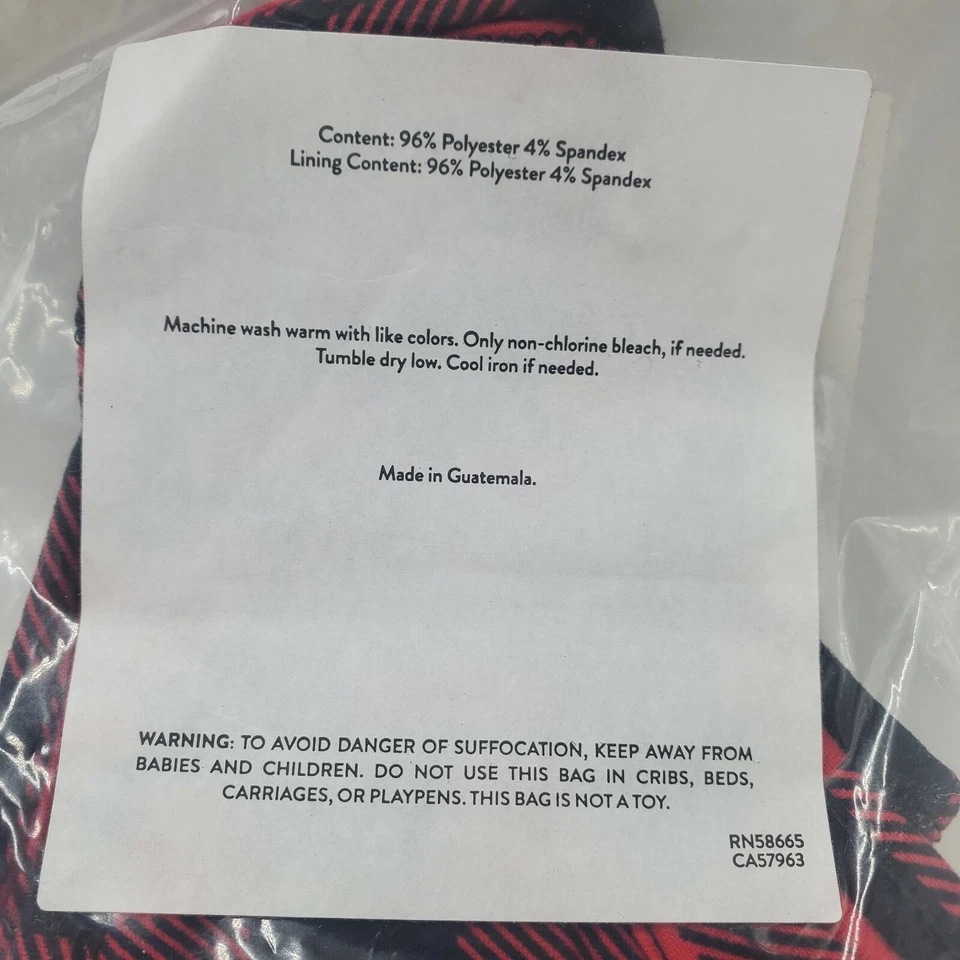 Content: 96% Polyester 4% Spandex
Lining Content: 96% Polyester 4% Spandex
Machine wash warm with like colors. Only non-chlorine bleach, if needed.
Tumble dry low. Cool iron if needed.
Made in Guatemala.
WARNING: TO AVOID DANGER OF SUFFOCATION, KEEP AWAY FROM
BABIES AND CHILDREN. DO NOT USE THIS BAG IN CRIBS, BEDS,
CARRIAGES, OR PLAYPENS. THIS BAG IS NOT A TOY.
RN58665
CA57963